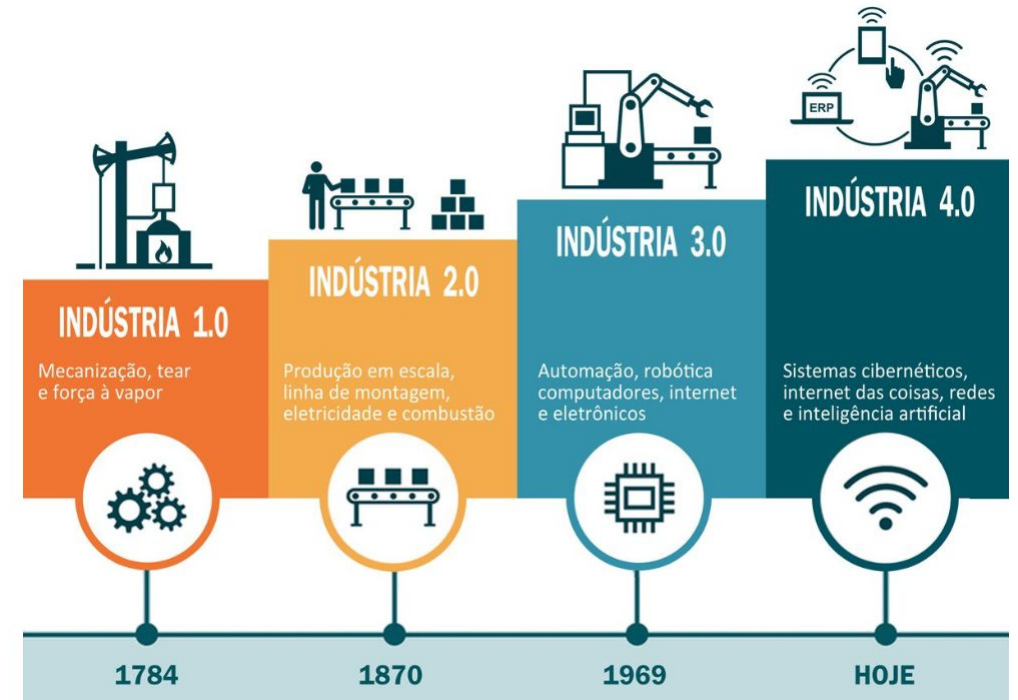 ERP
INDÚSTRIA 1.0
Mecanização, tear
e força à vapor
INDÚSTRIA 2.0
Produção em escala,
linha de montagem,
eletricidade e combustão
INDÚSTRIA 3.0
Automação, robótica
computadores, internet
e eletrônicos
INDÚSTRIA 4.0
Sistemas cibernéticos,
internet das coisas, redes
e inteligência artificial
1784
1870
1969
HOJE